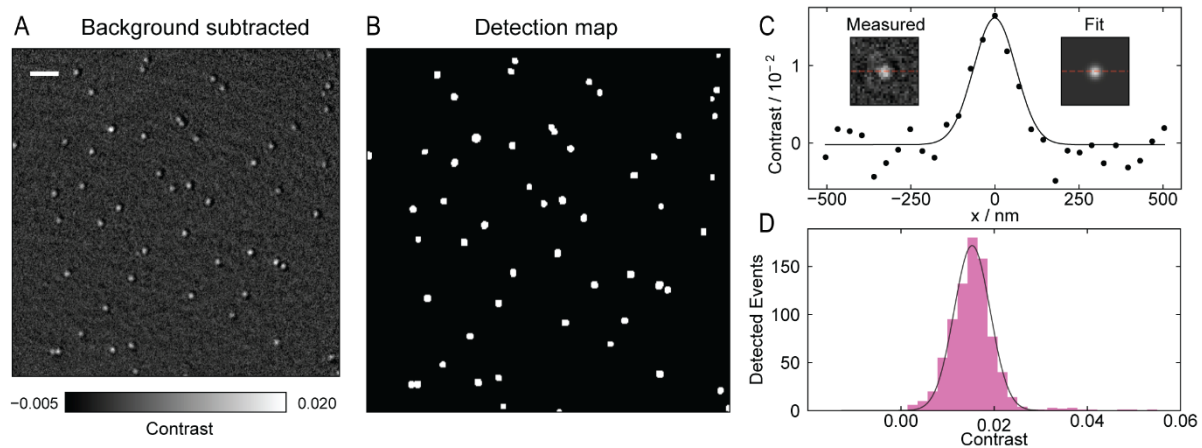 A Background subtracted
−0.005 0.020
Contrast
B Detection map
C Measured Fit
Contrast / 10⁻²
1
0
−500 −250 0 250 500
x / nm
D
Detected Events
150
100
50
0
0.00 0.02 0.04 0.06
Contrast